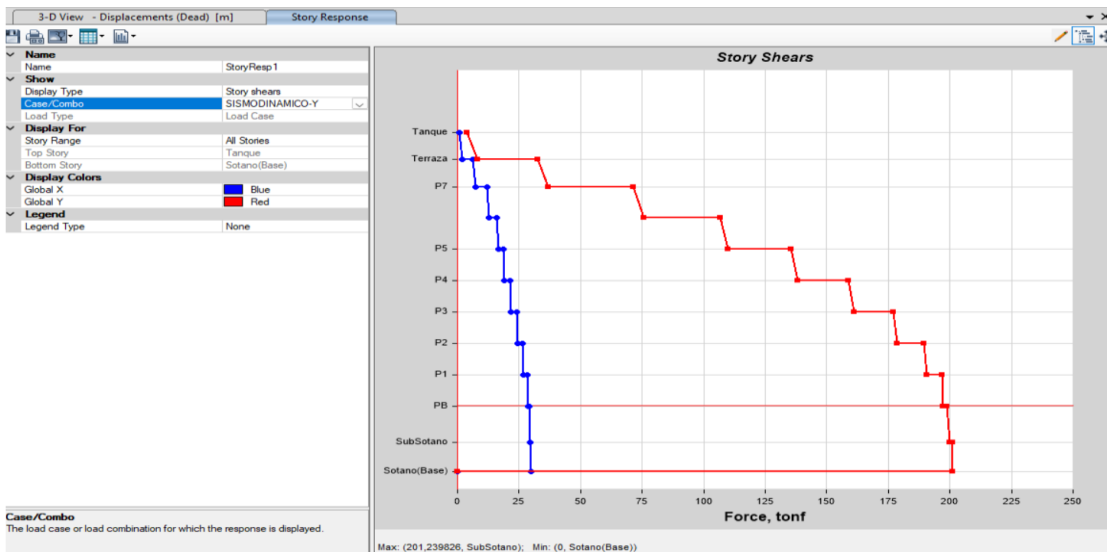 3-D View - Displacements (Dead) [m]
Story Response
Name
Name StoryResp1
Show
Display Type Story shears
Case/Combo SISMODINAMICO-Y
Load Type Load Case
Display For
Story Range All Stories
Top Story Tanque
Bottom Story Sotano(Base)
Display Colors
Global X Blue
Global Y Red
Legend
Legend Type None
Case/Combo
The load case or load combination for which the response is displayed.
Story Shears
Tanque
Terraza
P7
P5
P4
P3
P2
P1
PB
SubSotano
Sotano(Base)
0 25 50 75 100 125 150 175 200 225 250
Force, tonf
Max: (201,239826, SubSotano); Min: (0, Sotano(Base))